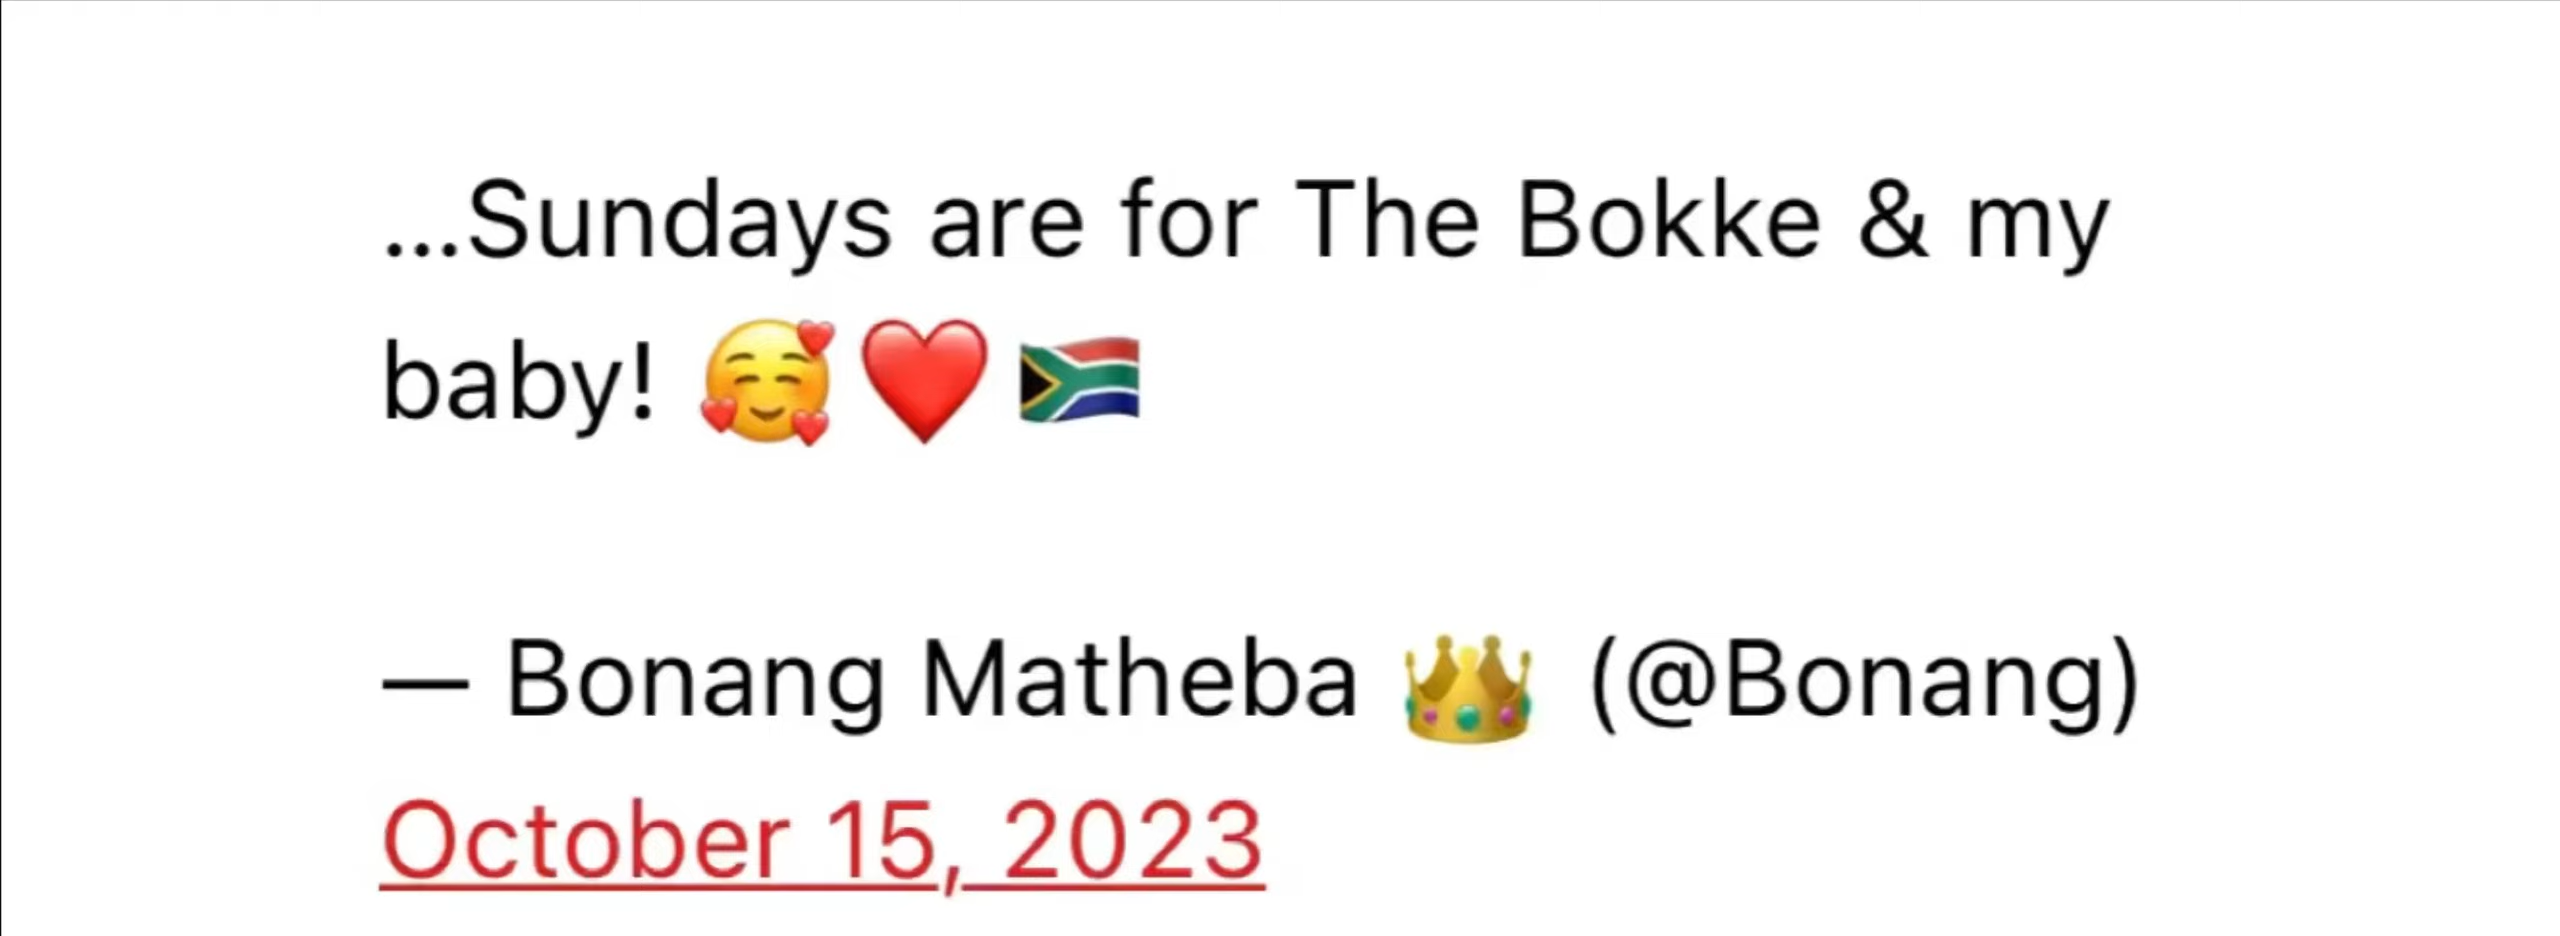 ...Sundays are for The Bokke & my
baby! 🥰❤️🇿🇦
— Bonang Matheba 👑 (@Bonang)
October 15, 2023